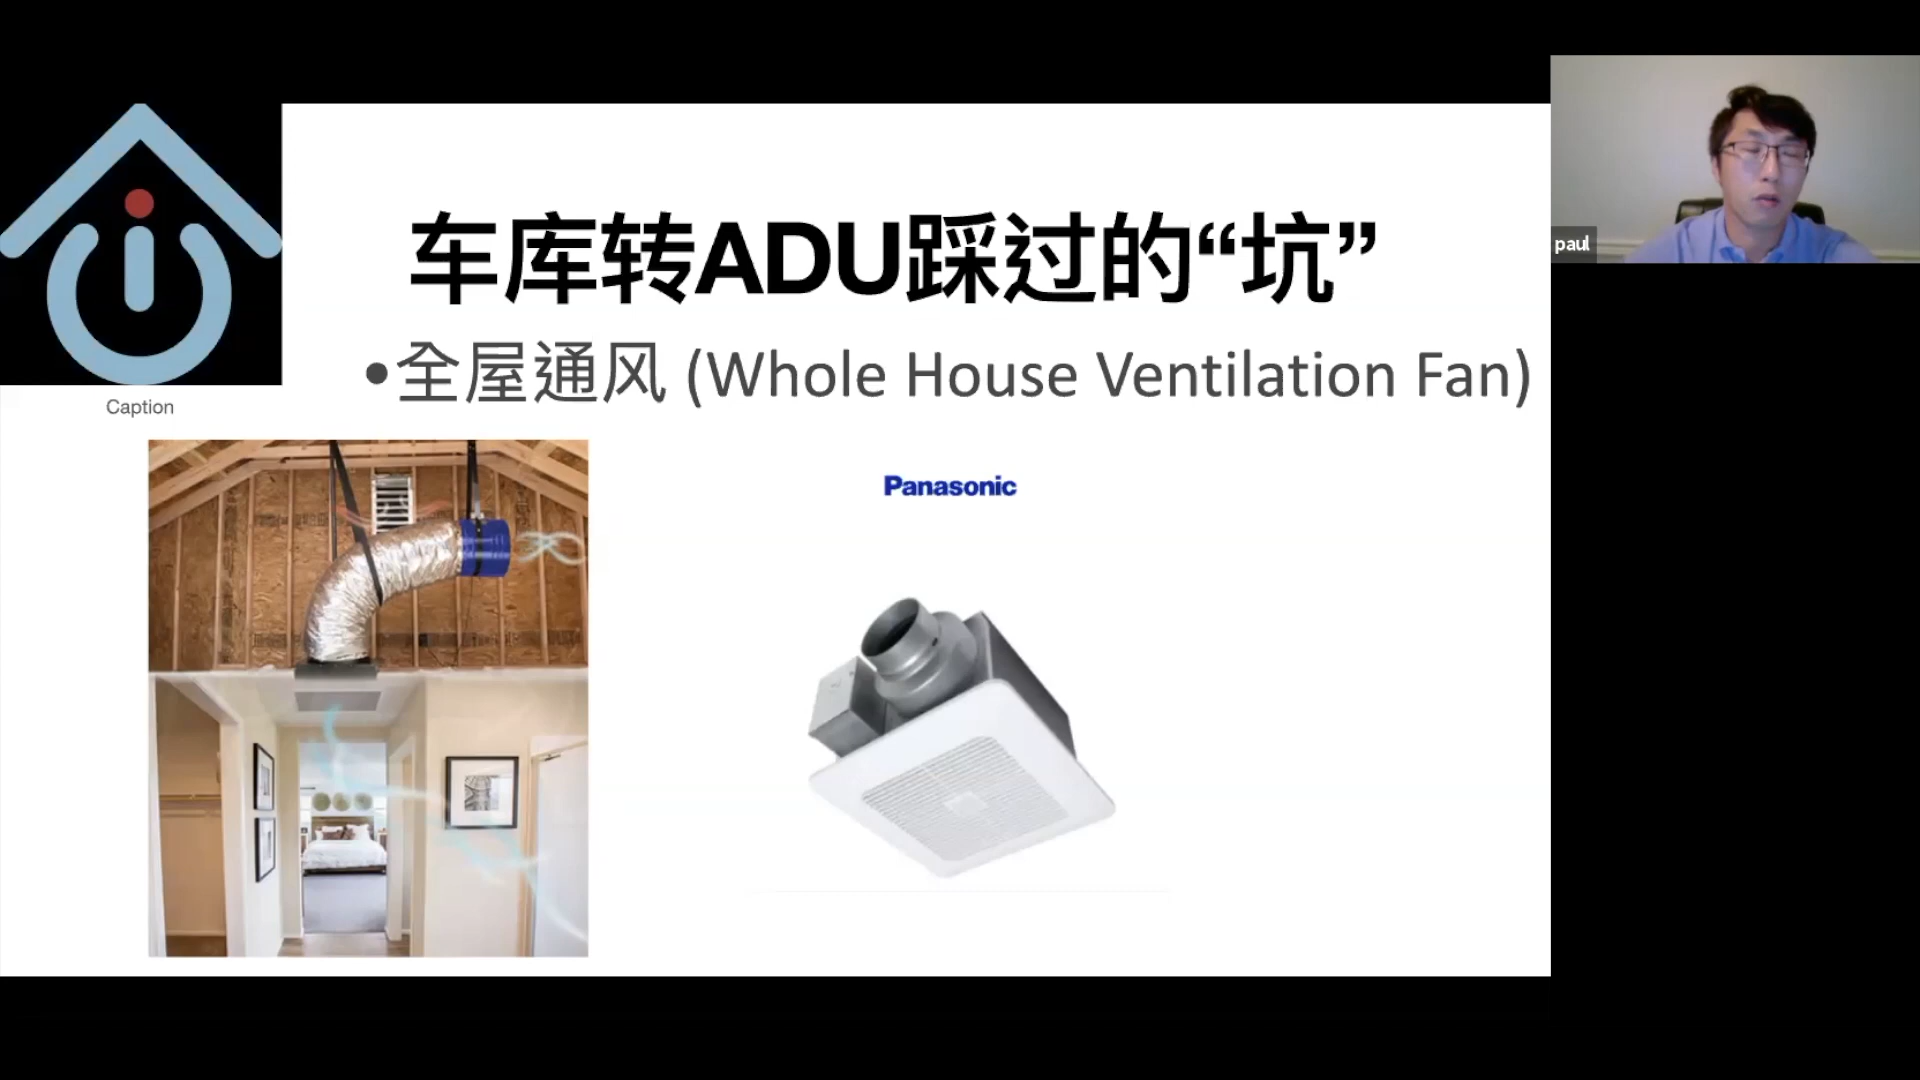 车库转ADU踩过的“坑”
•全屋通风 (Whole House Ventilation Fan)
Caption
Panasonic
paul